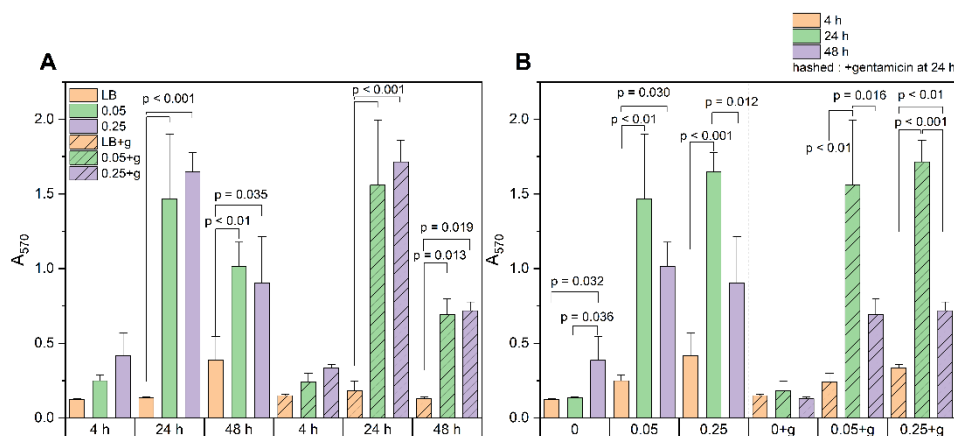 4 h
24 h
48 h
hashed : +gentamicin at 24 h
A
LB
0.05
0.25
LB+g
0.05+g
0.25+g
p < 0.001
p < 0.001
p = 0.035
p < 0.01
p = 0.019
p = 0.013
A570
2.0
1.5
1.0
0.5
0.0
4 h
24 h
48 h
4 h
24 h
48 h
B
p = 0.030
p < 0.01
p = 0.012
p < 0.001
p = 0.016
p < 0.01
p < 0.01
p < 0.001
p = 0.032
p = 0.036
A570
2.0
1.5
1.0
0.5
0.0
0
0.05
0.25
0+g
0.05+g
0.25+g